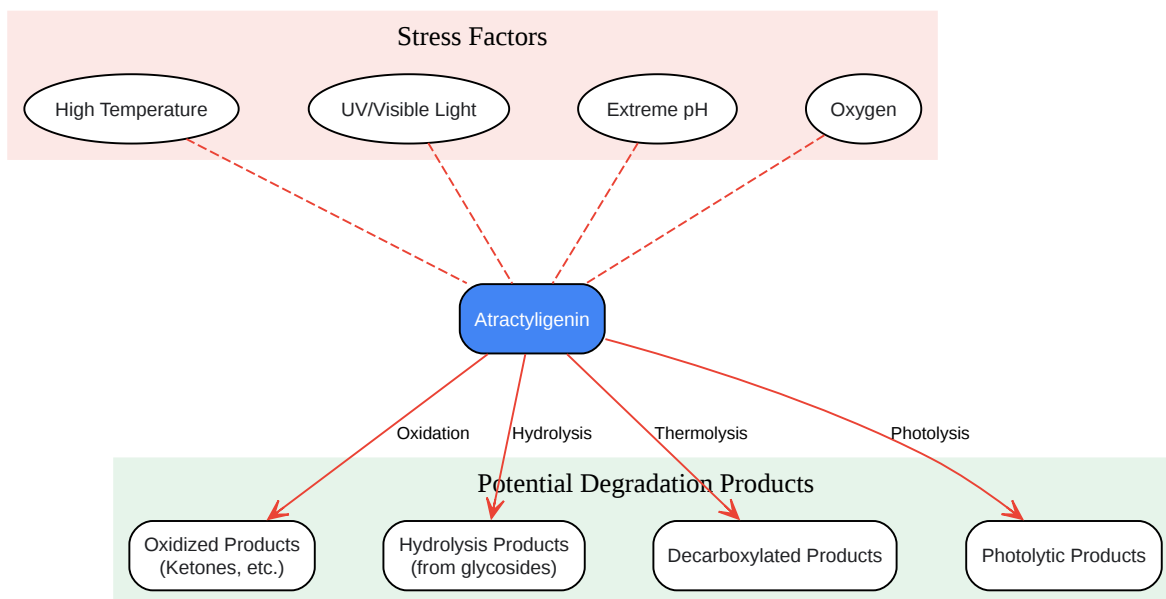 Stress Factors
High Temperature
UV/Visible Light
Extreme pH
Oxygen
Atractyligenin
Oxidation
Hydrolysis
Thermolysis
Photolysis
Potential Degradation Products
Oxidized Products
(Ketones, etc.)
Hydrolysis Products
(from glycosides)
Decarboxylated Products
Photolytic Products